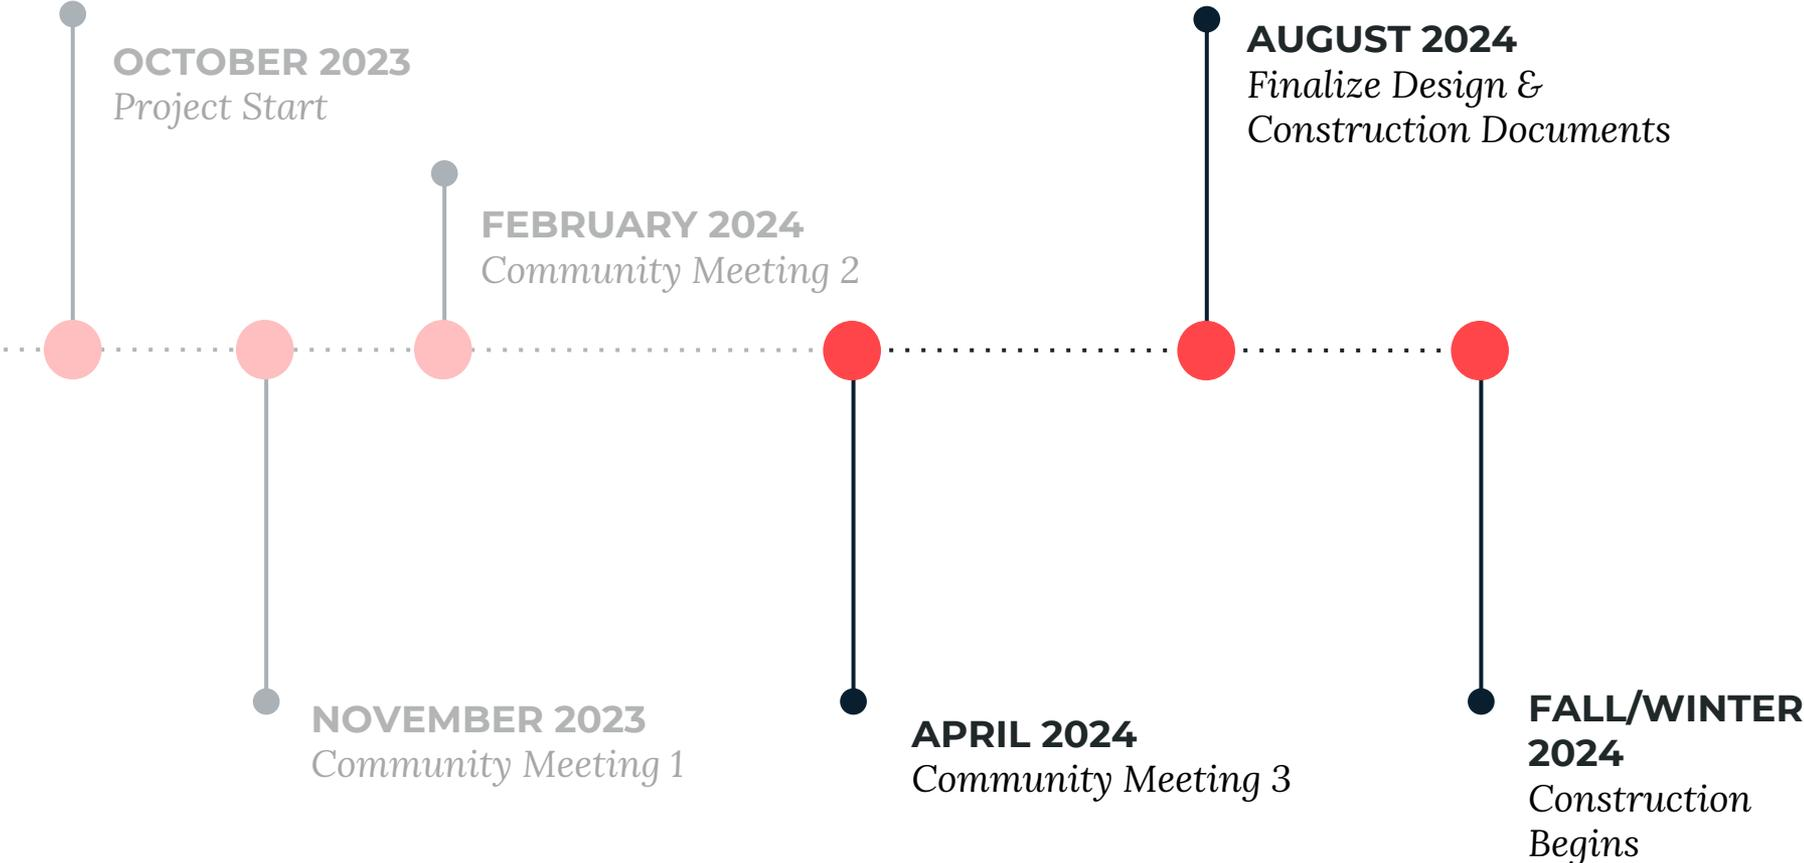 OCTOBER 2023
Project Start
AUGUST 2024
Finalize Design &
Construction Documents
FEBRUARY 2024
Community Meeting 2
NOVEMBER 2023
Community Meeting 1
APRIL 2024
Community Meeting 3
FALL/WINTER
2024
Construction
Begins